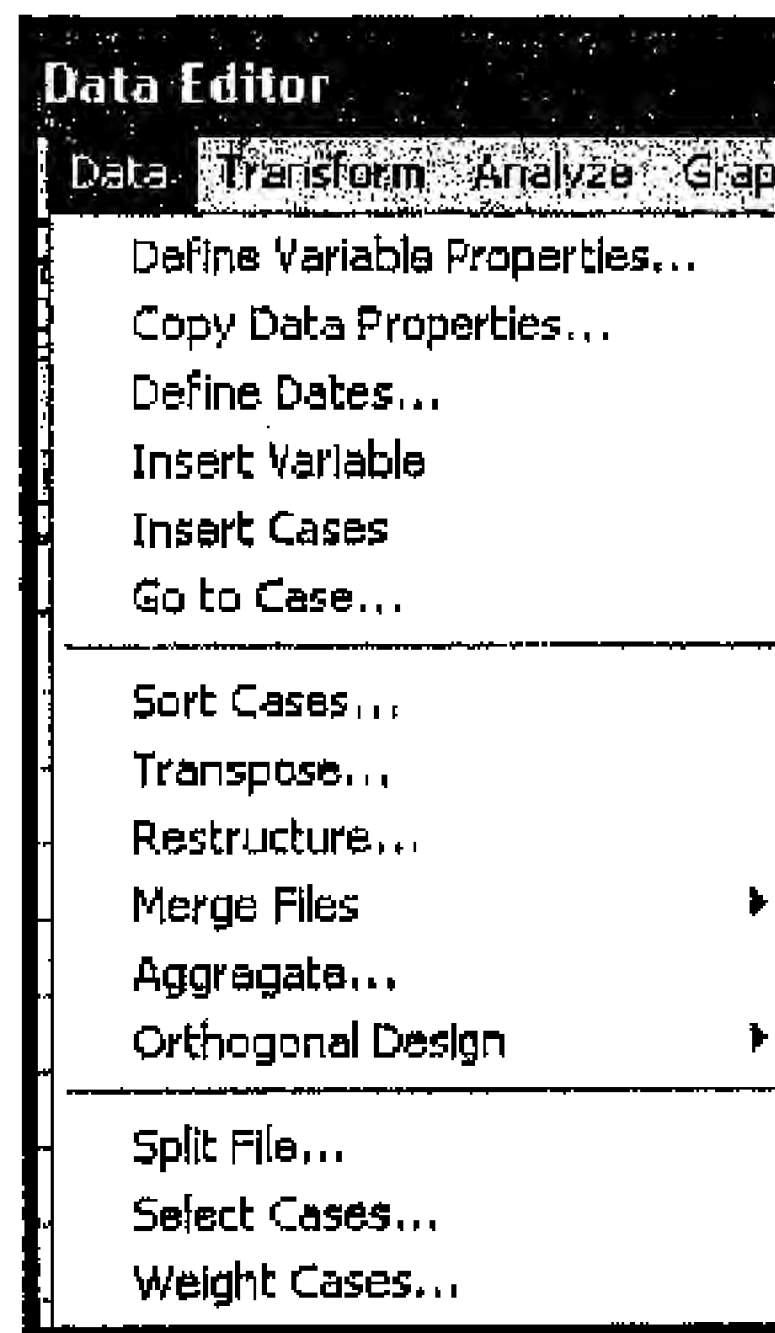 Data Editor
Data Transform Analyze Grap
Define Variable Properties...
Copy Data Properties...
Define Dates...
Insert Variable
Insert Cases
Go to Case...
Sort Cases...
Transpose...
Restructure...
Merge Files
Aggregate...
Orthogonal Design
Split File...
Select Cases...
Weight Cases...